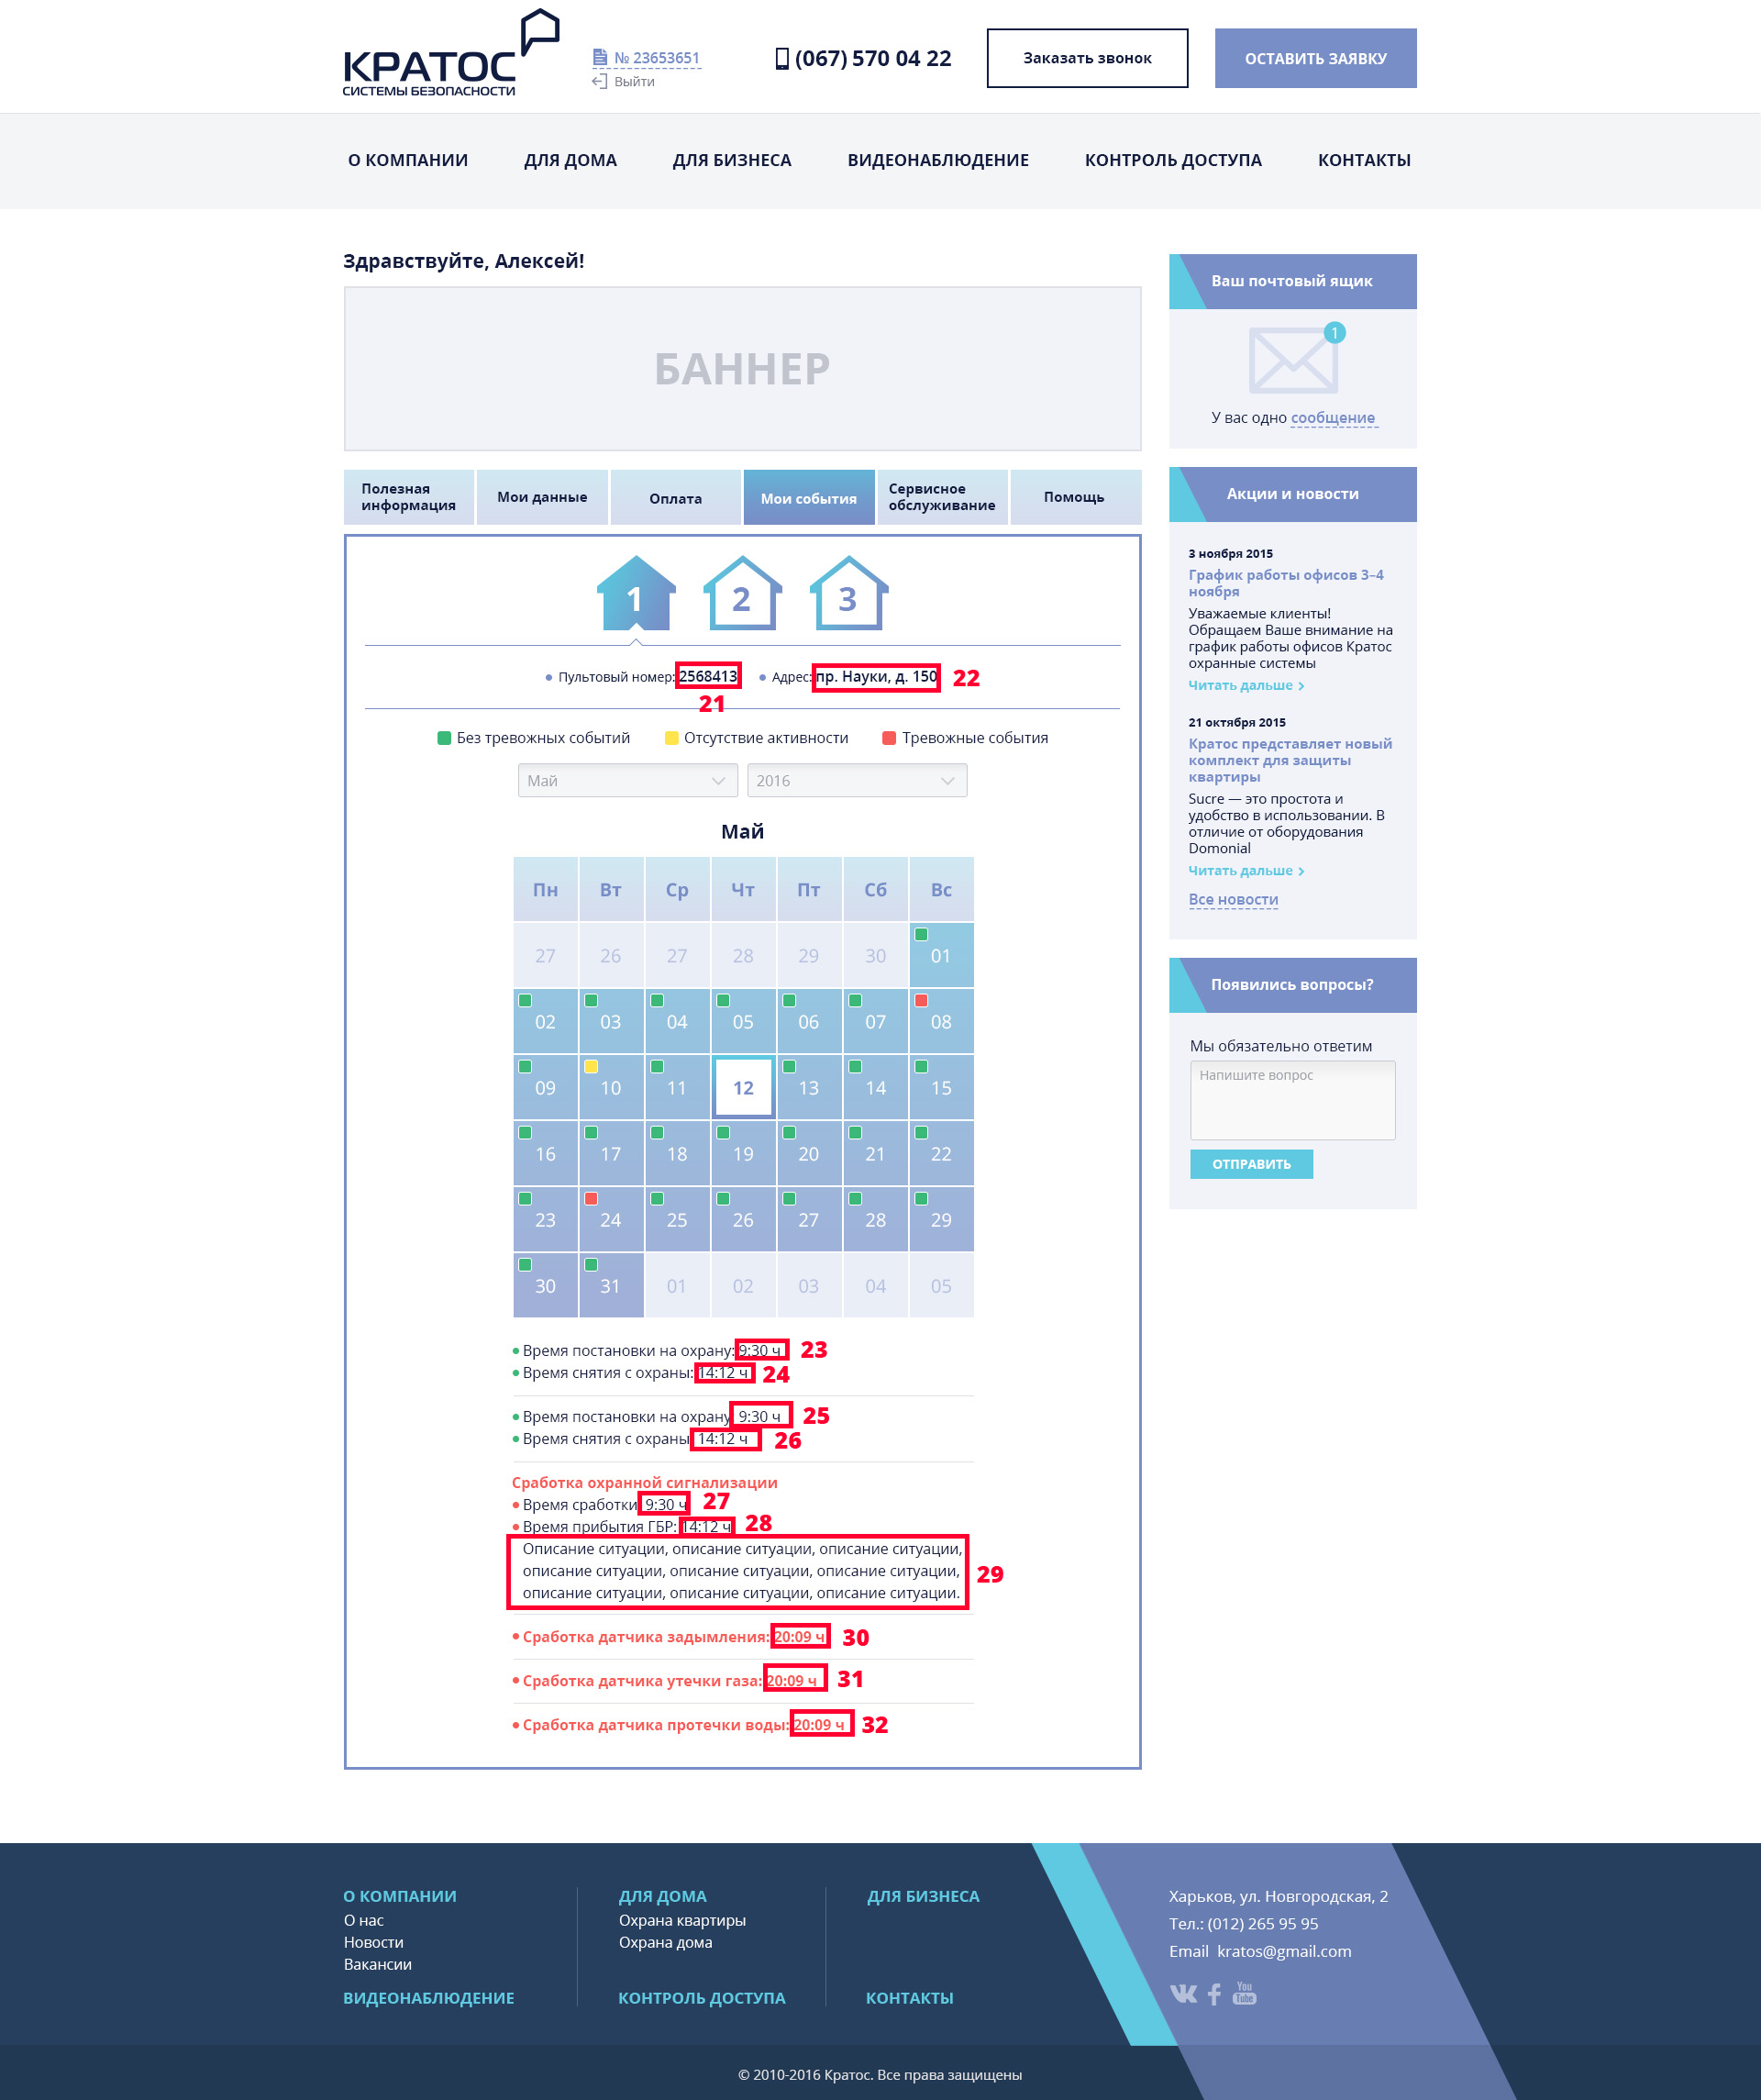 КРАТОС
СИСТЕМЫ БЕЗОПАСНОСТИ
№ 23653651
Выйти
(067) 570 04 22
Заказать звонок
ОСТАВИТЬ ЗАЯВКУ
О КОМПАНИИ
ДЛЯ ДОМА
ДЛЯ БИЗНЕСА
ВИДЕОНАБЛЮДЕНИЕ
КОНТРОЛЬ ДОСТУПА
КОНТАКТЫ
Здравствуйте, Алексей!
БАННЕР
Полезная
информация
Мои данные
Оплата
Мои события
Сервисное
обслуживание
Помощь
1 2 3
Пультовый номер: 2568413
21
Адрес: пр. Науки, д. 150 22
Без тревожных событий
Отсутствие активности
Тревожные события
Май
2016
Май
Пн Вт Ср Чт Пт Сб Вс
27 26 27 28 29 30 01
02 03 04 05 06 07 08
09 10 11 12 13 14 15
16 17 18 19 20 21 22
23 24 25 26 27 28 29
30 31 01 02 03 04 05
Время постановки на охрану: 9:30 ч 23
Время снятия с охраны: 14:12 ч 24
Время постановки на охрану 9:30 ч 25
Время снятия с охраны 14:12 ч 26
Сработка охранной сигнализации
Время сработки 9:30 ч 27
Время прибытия ГБР: 14:12 ч 28
Описание ситуации, описание ситуации, описание ситуации,
описание ситуации, описание ситуации, описание ситуации,
описание ситуации, описание ситуации, описание ситуации.
29
Сработка датчика задымления: 20:09 ч 30
Сработка датчика утечки газа: 20:09 ч 31
Сработка датчика протечки воды: 20:09 ч 32
Ваш почтовый ящик
1
У вас одно сообщение
Акции и новости
3 ноября 2015
График работы офисов 3–4
ноября
Уважаемые клиенты!
Обращаем Ваше внимание на
график работы офисов Кратос
охранные системы
Читать дальше
21 октября 2015
Кратос представляет новый
комплект для защиты
квартиры
Sucre — это простота и
удобство в использовании. В
отличие от оборудования
Domonial
Читать дальше
Все новости
Появились вопросы?
Мы обязательно ответим
Напишите вопрос
ОТПРАВИТЬ
О КОМПАНИИ
О нас
Новости
Вакансии
ВИДЕОНАБЛЮДЕНИЕ
ДЛЯ ДОМА
Охрана квартиры
Охрана дома
КОНТРОЛЬ ДОСТУПА
ДЛЯ БИЗНЕСА
КОНТАКТЫ
Харьков, ул. Новгородская, 2
Тел.: (012) 265 95 95
Email kratos@gmail.com
You
Tube
© 2010-2016 Кратос. Все права защищены